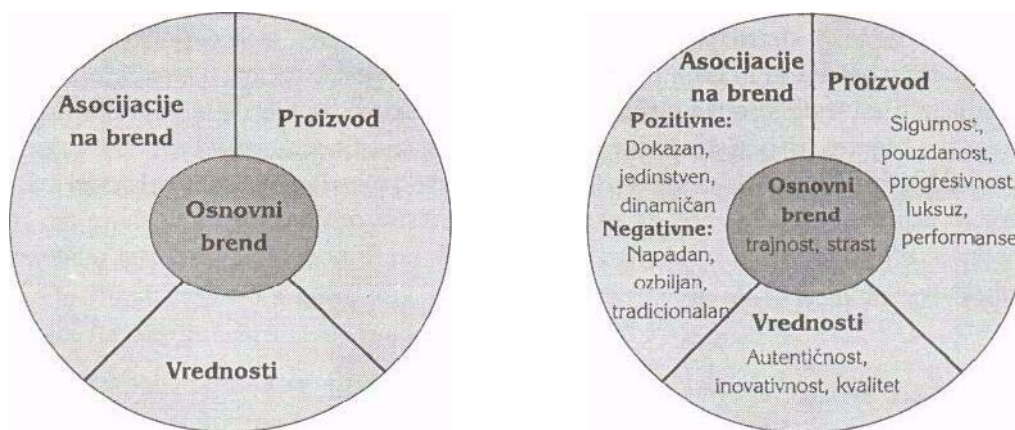 Asocijacije
na brend
Proizvod
Osnovni
brend
Vrednosti
Asocijacije
na brend
Pozitivne:
Dokazan,
jedinstven,
dinamičan
Negativne:
Napadan,
ozbiljan,
tradicionalan
Proizvod
Sigurnost,
pouzdanost,
progresivnost
luksuz,
performanse
Osnovni
brend
trajnost, strast
Vrednosti
Autentičnost,
inovativnost, kvalitet